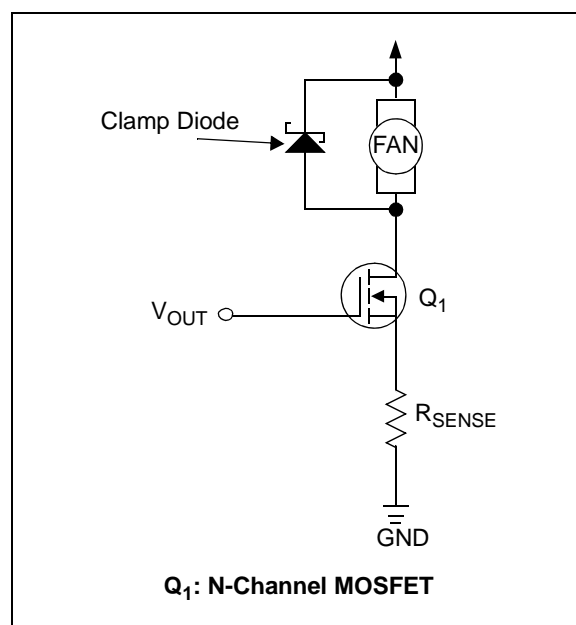 Clamp Diode
FAN
Q1
VOUT
RSENSE
GND
Q1: N-Channel MOSFET